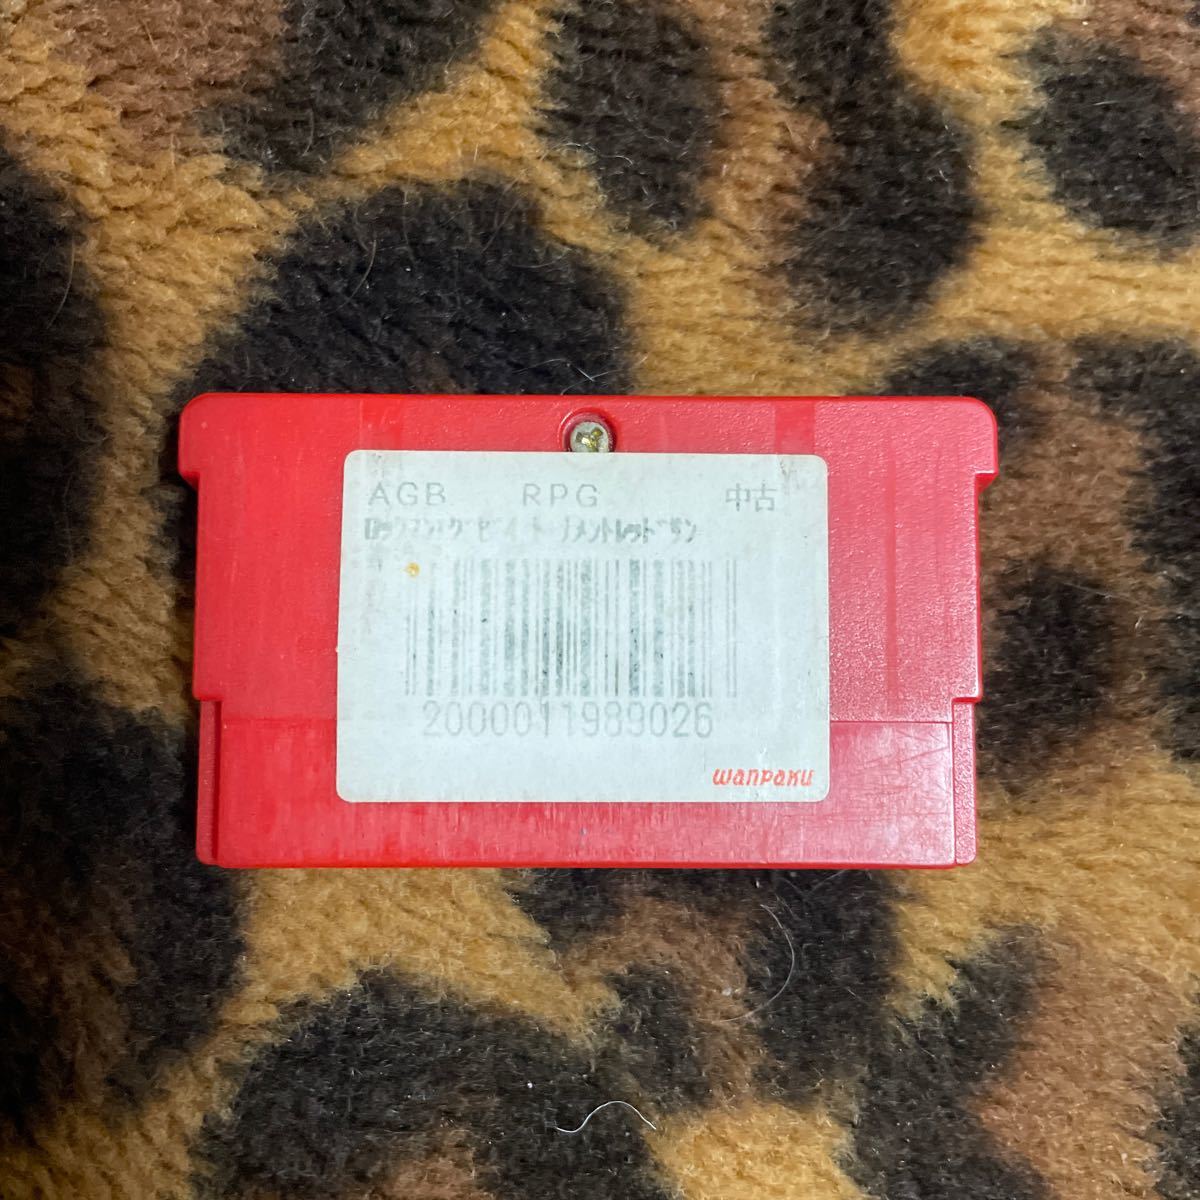 AGB RPG 中古
ロックマンエグゼ4 トーナメントレッドサン
2000011989026
wanpaku